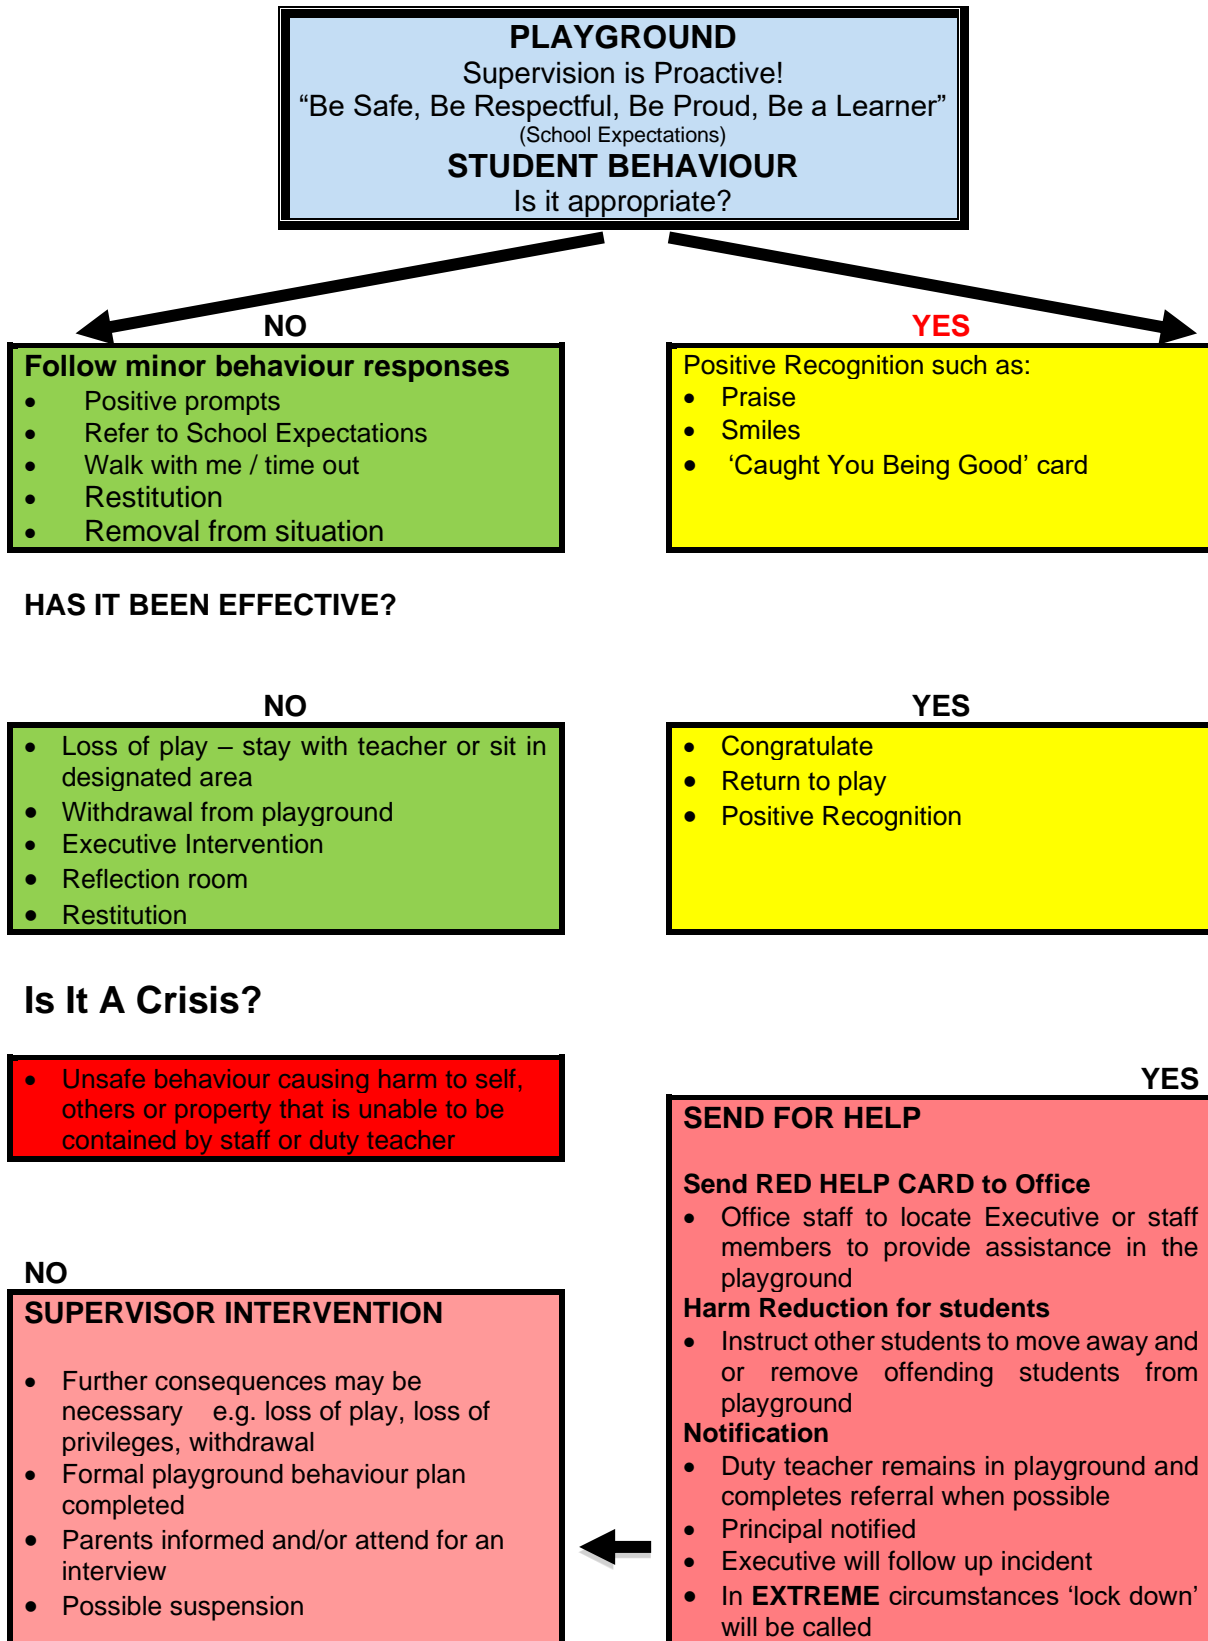 PLAYGROUND
Supervision is Proactive!
“Be Safe, Be Respectful, Be Proud, Be a Learner”
(School Expectations)
STUDENT BEHAVIOUR
Is it appropriate?
NO
Follow minor behaviour responses
• Positive prompts
• Refer to School Expectations
• Walk with me / time out
• Restitution
• Removal from situation
YES
Positive Recognition such as:
• Praise
• Smiles
• ‘Caught You Being Good’ card
HAS IT BEEN EFFECTIVE?
NO
• Loss of play – stay with teacher or sit in
designated area
• Withdrawal from playground
• Executive Intervention
• Reflection room
• Restitution
YES
• Congratulate
• Return to play
• Positive Recognition
Is It A Crisis?
• Unsafe behaviour causing harm to self,
others or property that is unable to be
contained by staff or duty teacher
YES
SEND FOR HELP
Send RED HELP CARD to Office
• Office staff to locate Executive or staff
members to provide assistance in the
playground
Harm Reduction for students
• Instruct other students to move away and
or remove offending students from
playground
Notification
• Duty teacher remains in playground and
completes referral when possible
• Principal notified
• Executive will follow up incident
• In EXTREME circumstances ‘lock down’
will be called
NO
SUPERVISOR INTERVENTION
• Further consequences may be
necessary e.g. loss of play, loss of
privileges, withdrawal
• Formal playground behaviour plan
completed
• Parents informed and/or attend for an
interview
• Possible suspension